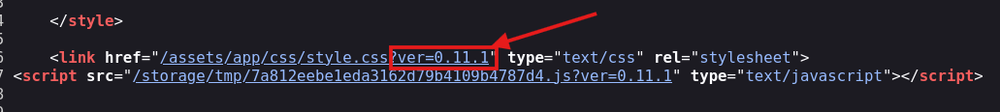 </style>
<link href="/assets/app/css/style.css?ver=0.11.1" type="text/css" rel="stylesheet">
<script src="/storage/tmp/7a812eebe1eda3162d79b4109b4787d4.js?ver=0.11.1" type="text/javascript"></script>